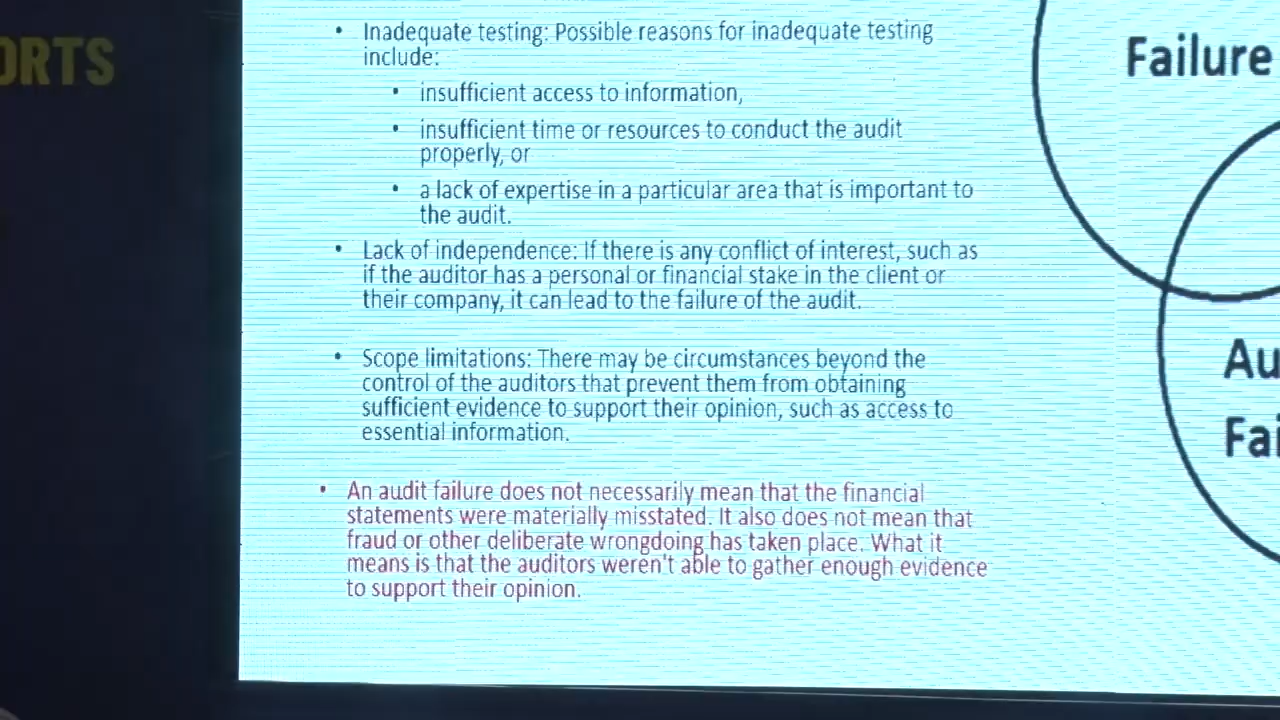 ORTS
• Inadequate testing: Possible reasons for inadequate testing
include:
• insufficient access to information,
• insufficient time or resources to conduct the audit
properly, or
• a lack of expertise in a particular area that is important to
the audit.
• Lack of independence: If there is any conflict of interest, such as
if the auditor has a personal or financial stake in the client or
their company, it can lead to the failure of the audit.
• Scope limitations: There may be circumstances beyond the
control of the auditors that prevent them from obtaining
sufficient evidence to support their opinion, such as access to
essential information.
• An audit failure does not necessarily mean that the financial
statements were materially misstated. It also does not mean that
fraud or other deliberate wrongdoing has taken place. What it
means is that the auditors weren't able to gather enough evidence
to support their opinion.
Failure
Au
Fai